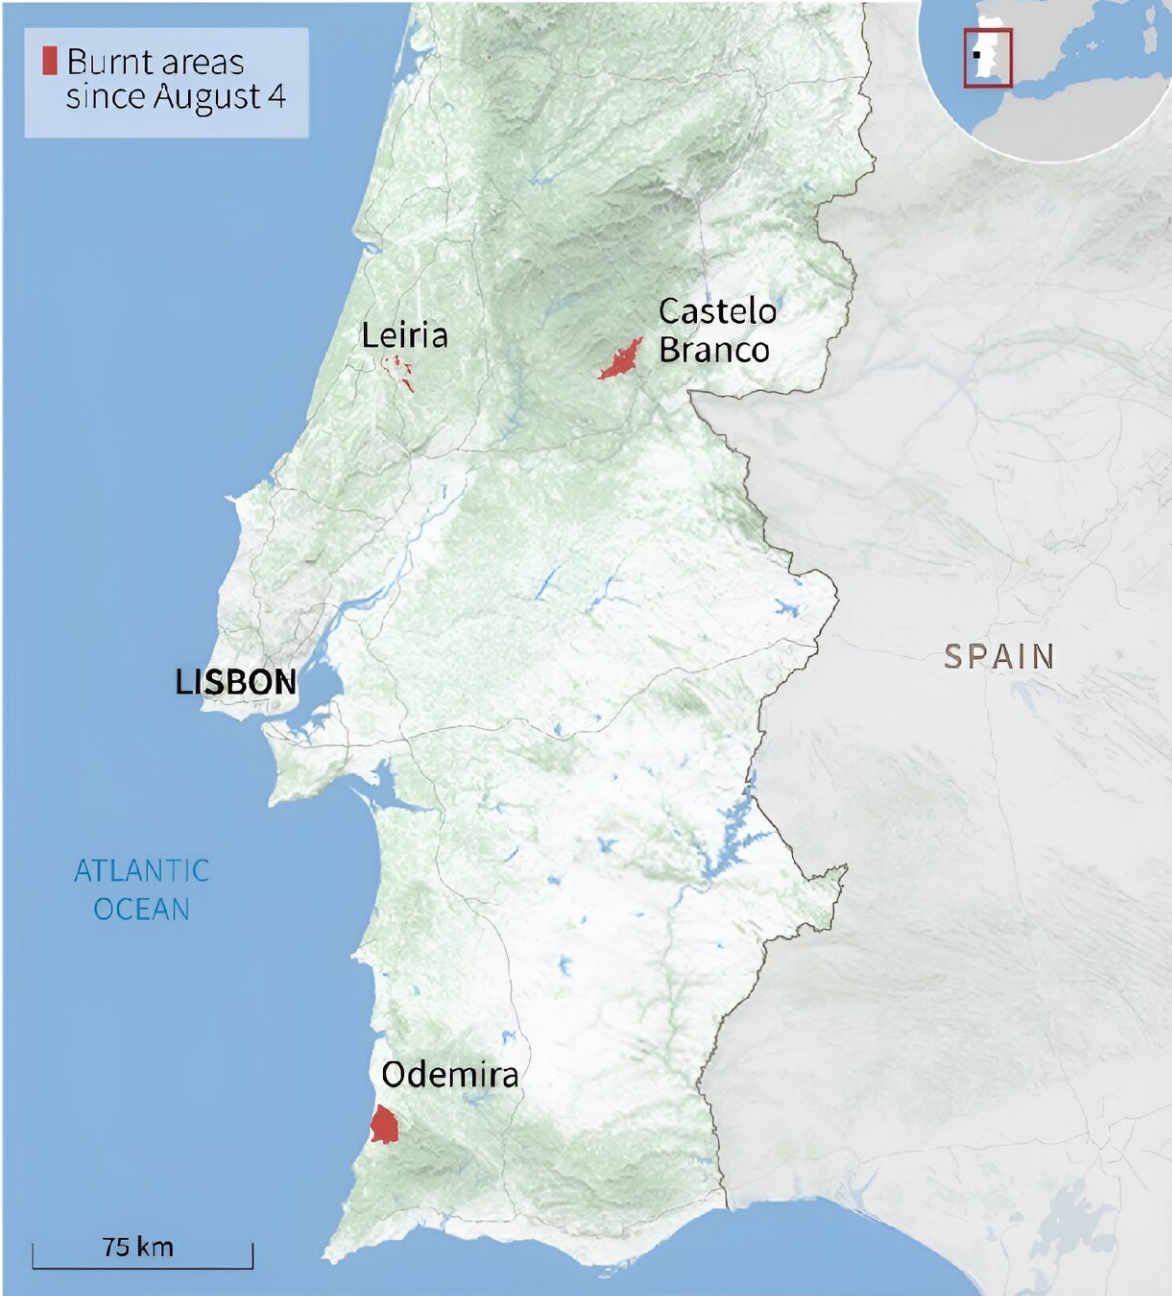 Burnt areas
since August 4
Leiria
Castelo
Branco
SPAIN
LISBON
ATLANTIC
OCEAN
Odemira
75 km